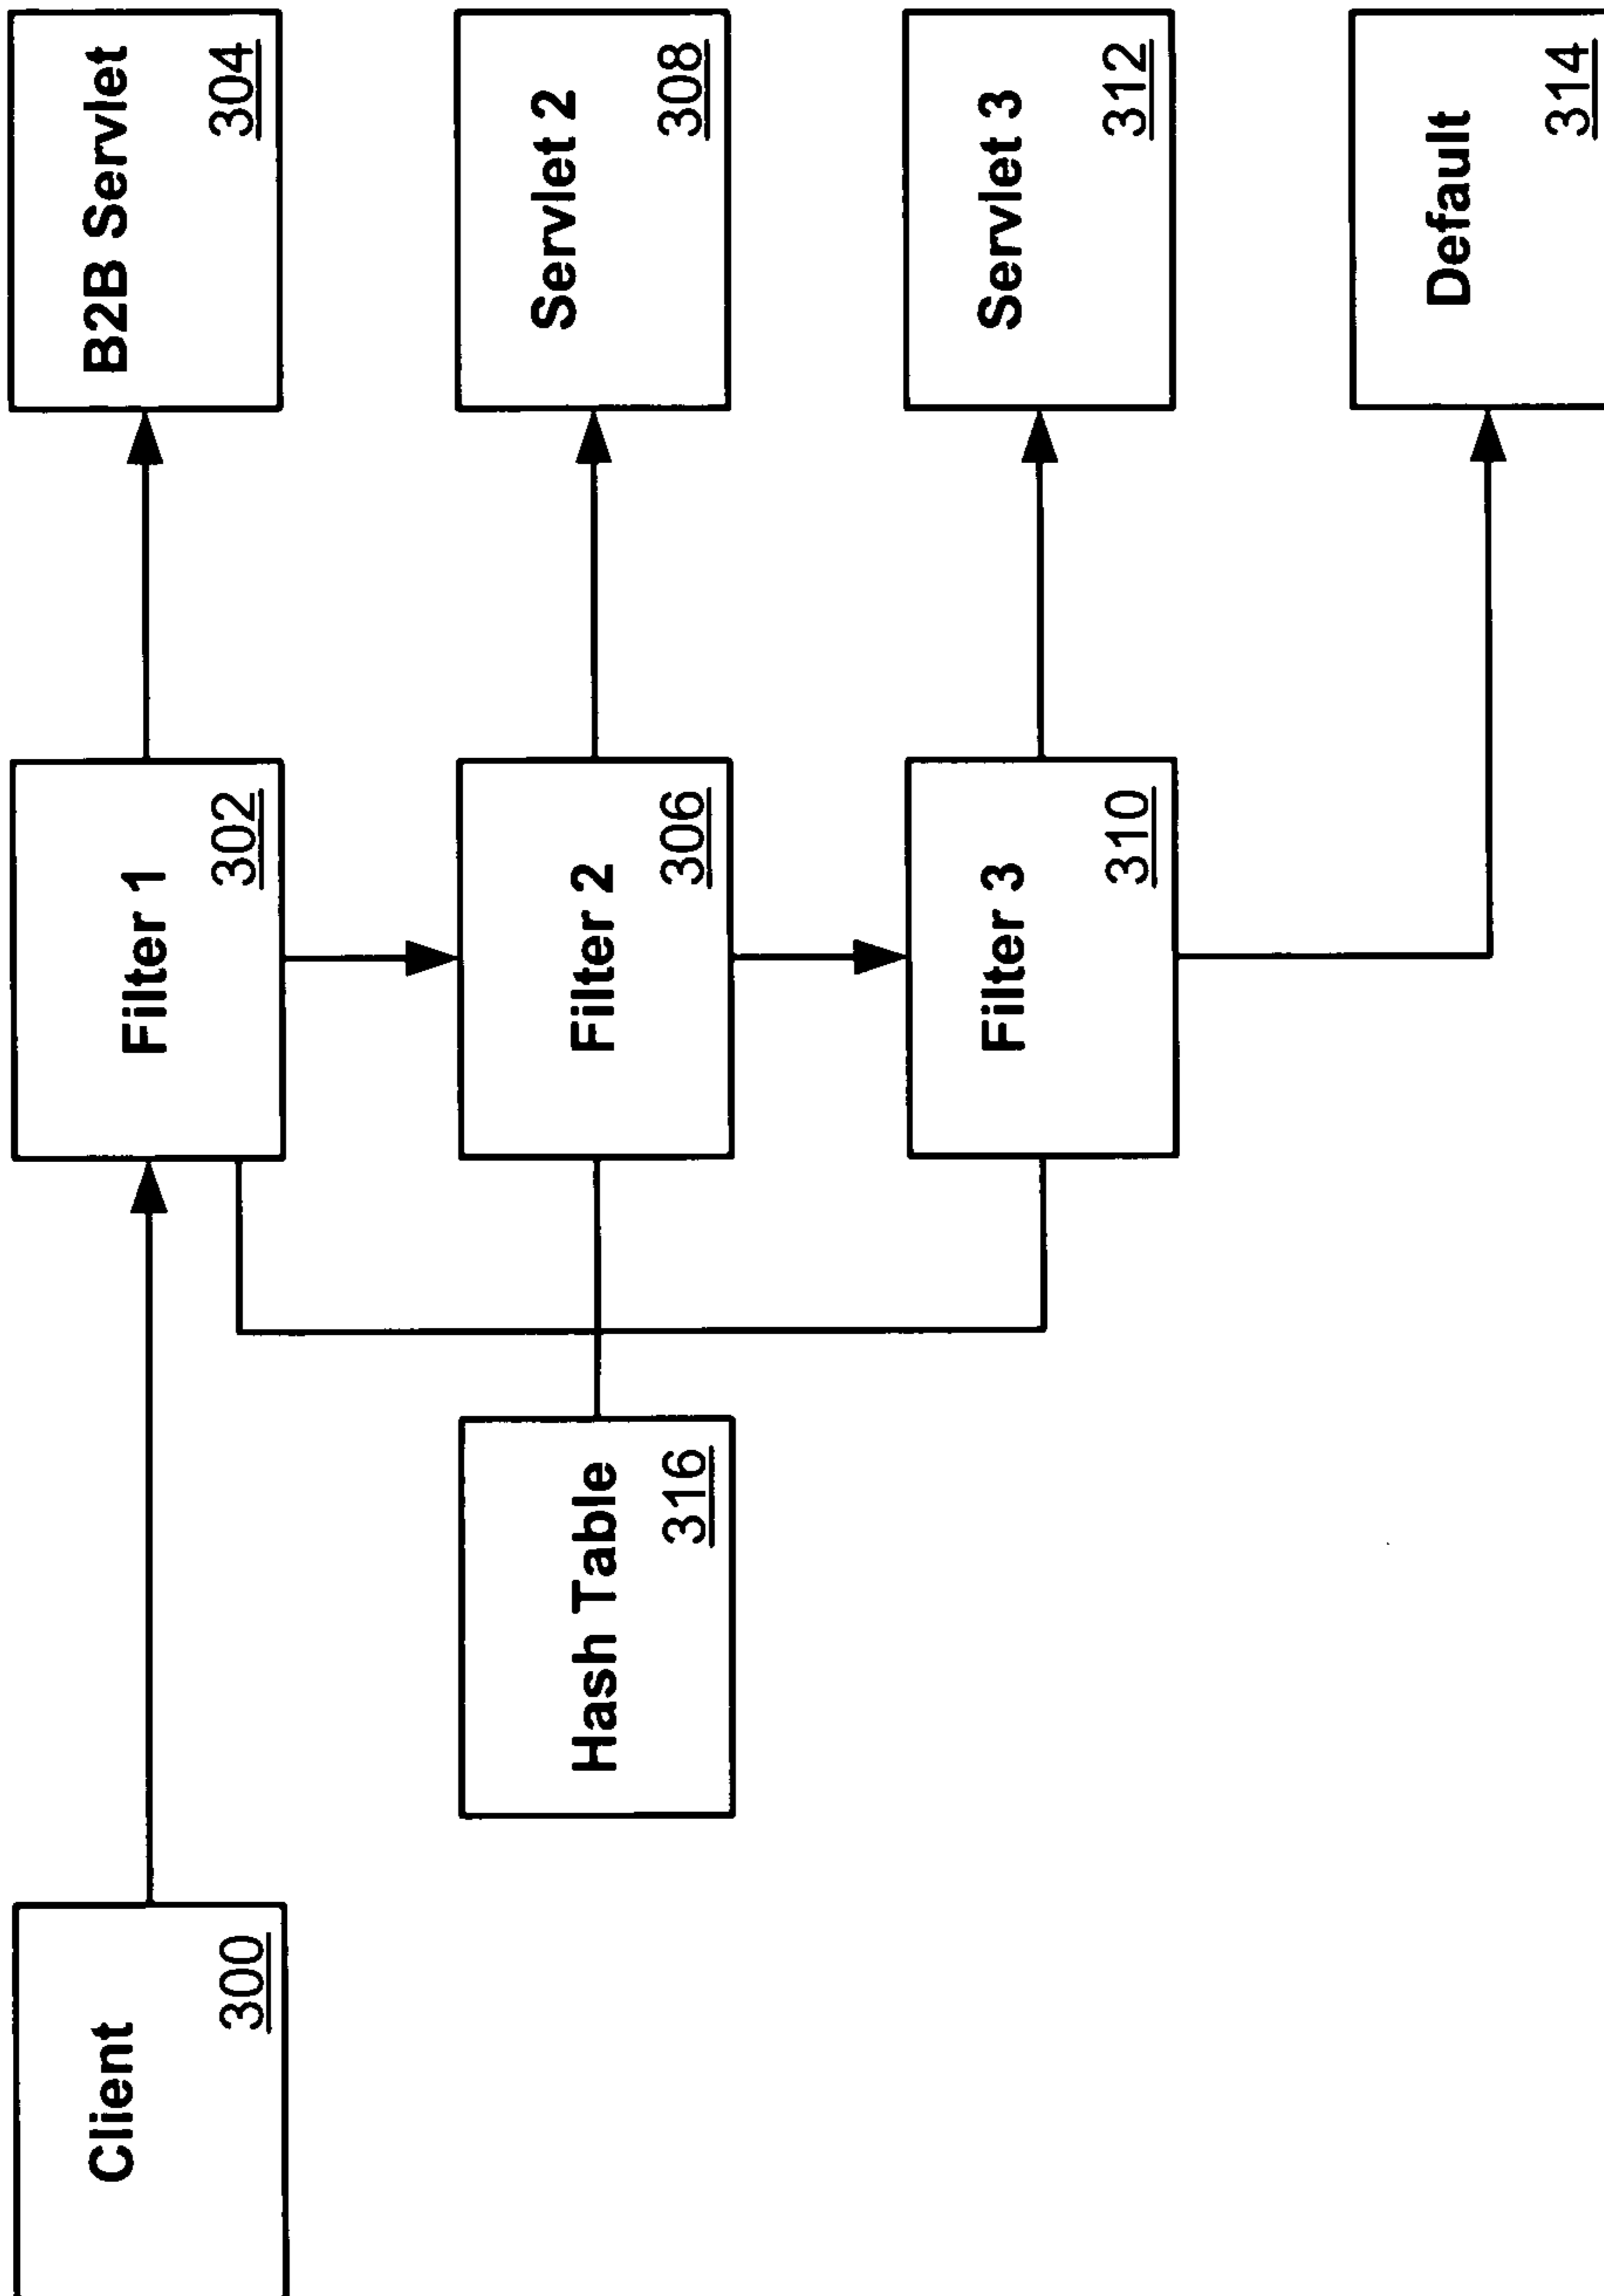 Client
300
Filter 1
302
B2B Servlet
304
Hash Table
316
Filter 2
306
Servlet 2
308
Filter 3
310
Servlet 3
312
Default
314